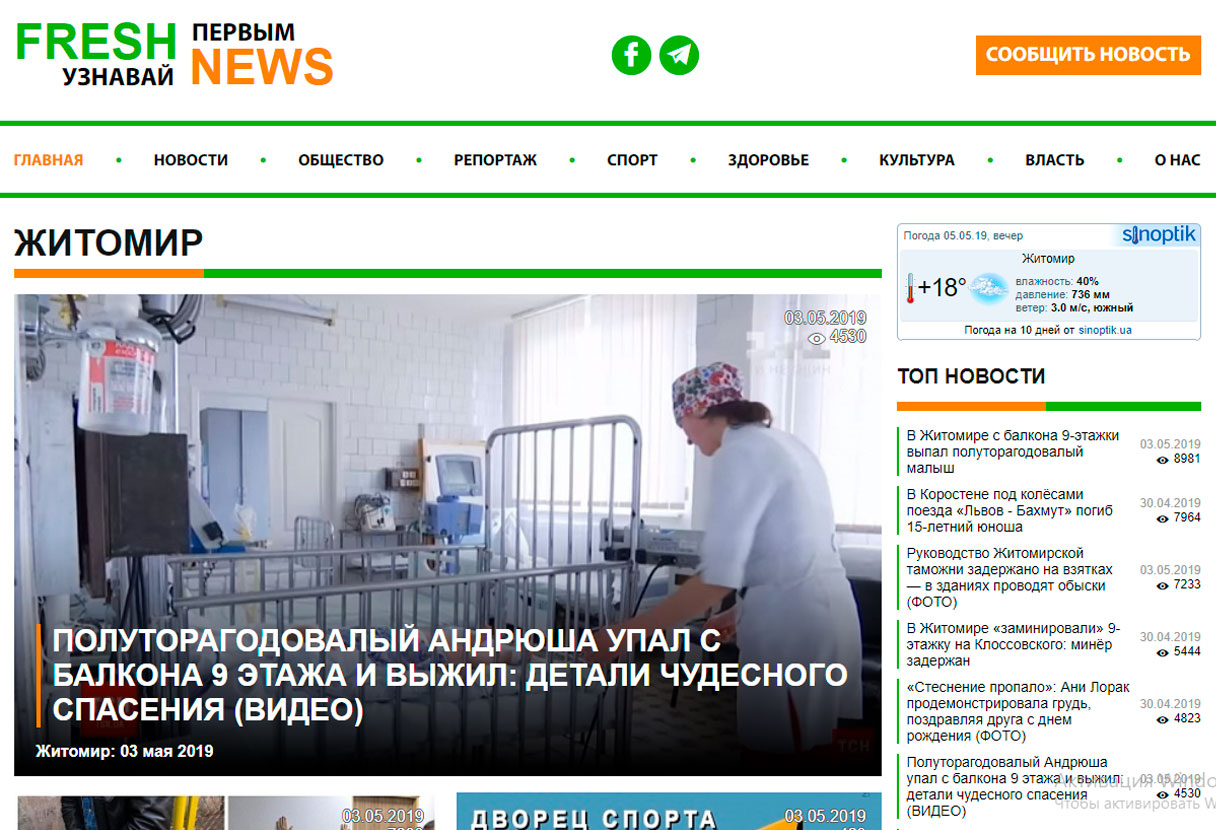 FRESH ПЕРВЫМ
УЗНАВАЙ NEWS
СООБЩИТЬ НОВОСТЬ
ГЛАВНАЯ • НОВОСТИ • ОБЩЕСТВО • РЕПОРТАЖ • СПОРТ • ЗДОРОВЬЕ • КУЛЬТУРА • ВЛАСТЬ • О НАС
ЖИТОМИР
03.05.2019
4530
ПОЛУТОРАГОДОВАЛЫЙ АНДРЮША УПАЛ С
БАЛКОНА 9 ЭТАЖА И ВЫЖИЛ: ДЕТАЛИ ЧУДЕСНОГО
СПАСЕНИЯ (ВИДЕО)
Житомир: 03 мая 2019
ТСН
03.05.2019
ДВОРЕЦ СПОРТА
03.05.2019
Погода 05.05.19, вечер
sinoptik
Житомир
+18°
влажность: 40%
давление: 736 мм
ветер: 3.0 м/с, южный
Погода на 10 дней от sinoptik.ua
ТОП НОВОСТИ
В Житомире с балкона 9-этажки
выпал полуторагодовалый
малыш
03.05.2019
8981
В Коростене под колёсами
поезда «Львов - Бахмут» погиб
15-летний юноша
30.04.2019
7964
Руководство Житомирской
таможни задержано на взятках
— в зданиях проводят обыски
(ФОТО)
03.05.2019
7233
В Житомире «заминировали» 9-
этажку на Клоссовского: минёр
задержан
30.04.2019
5444
«Стеснение пропало»: Ани Лорак
продемонстрировала грудь,
поздравляя друга с днем
рождения (ФОТО)
30.04.2019
4823
Полуторагодовалый Андрюша
упал с балкона 9 этажа и выжил:
детали чудесного спасения
(ВИДЕО)
03.05.2019
4530
Активация Windo
Чтобы активировать W